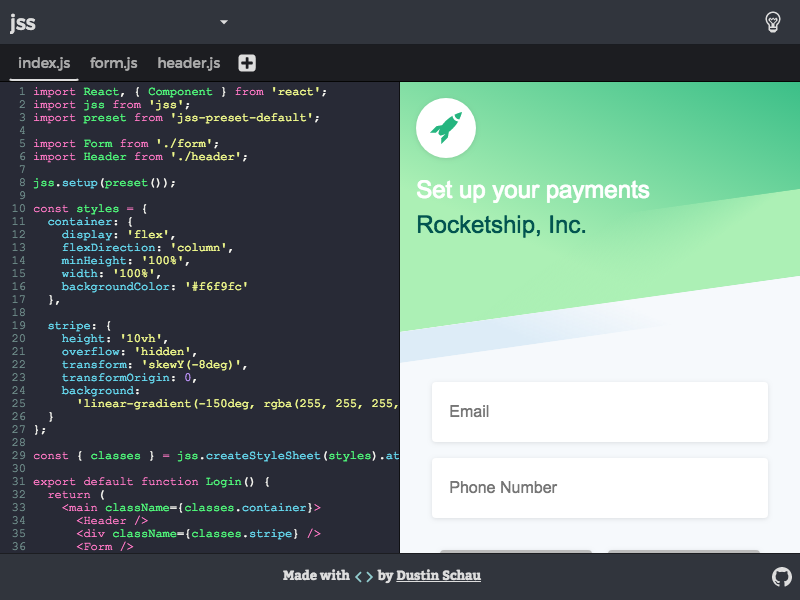 jss
index.js form.js header.js
1 import React, { Component } from 'react';
2 import jss from 'jss';
3 import preset from 'jss-preset-default';
4
5 import Form from './form';
6 import Header from './header';
7
8 jss.setup(preset());
9
10 const styles = {
11   container: {
12     display: 'flex',
13     flexDirection: 'column',
14     minHeight: '100%',
15     width: '100%',
16     backgroundColor: '#f6f9fc'
17   },
18
19   stripe: {
20     height: '10vh',
21     overflow: 'hidden',
22     transform: 'skewY(-8deg)',
23     transformOrigin: 0,
24     background:
25       'linear-gradient(-150deg, rgba(255, 255, 255,
26   }
27 };
28
29 const { classes } = jss.createStyleSheet(styles).at
30
31 export default function Login() {
32   return (
33     <main className={classes.container}>
34       <Header />
35       <div className={classes.stripe} />
36       <Form />
Set up your payments
Rocketship, Inc.
Email
Phone Number
Made with <> by Dustin Schau